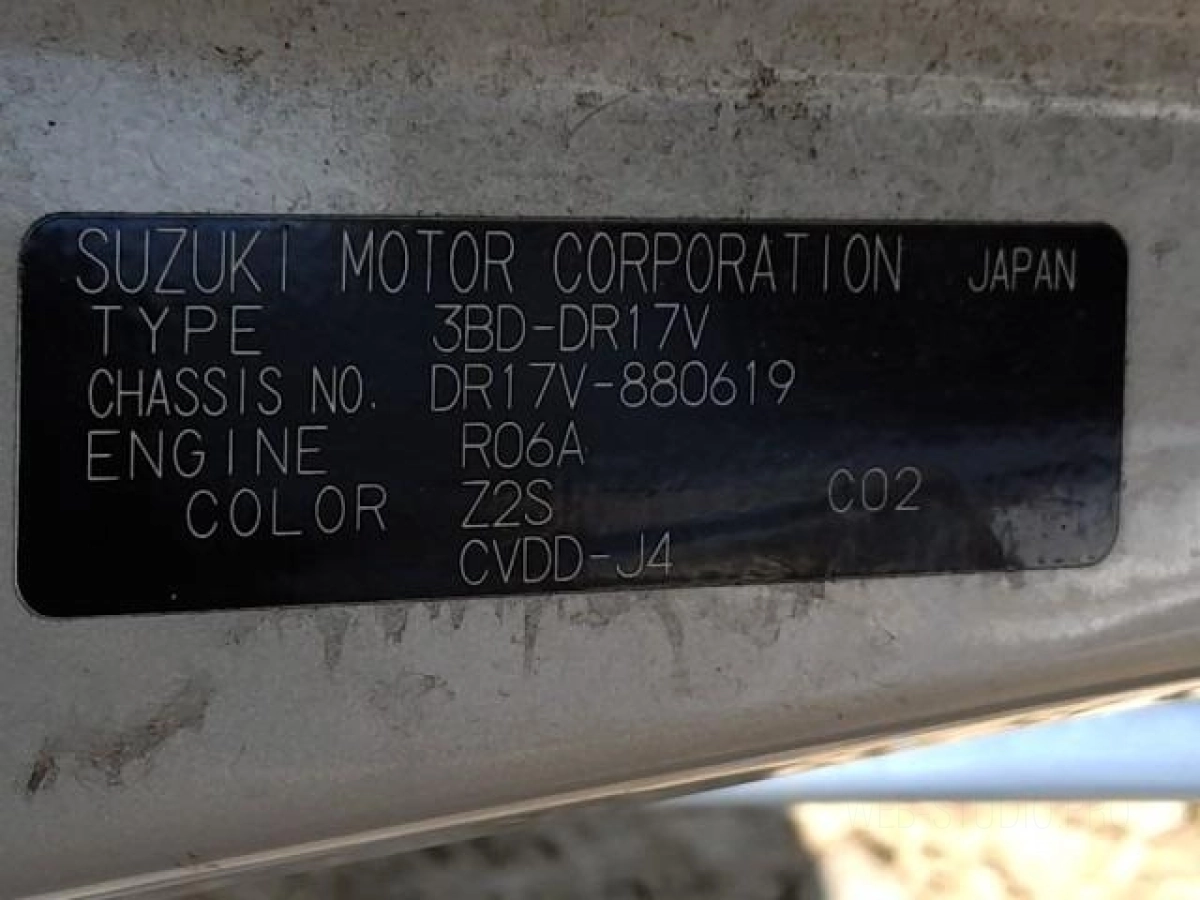 SUZUKI MOTOR CORPORATION JAPAN
TYPE 3BD-DR17V
CHASSIS NO. DR17V-880619
ENGINE R06A
COLOR Z2S C02
CVDD-J4